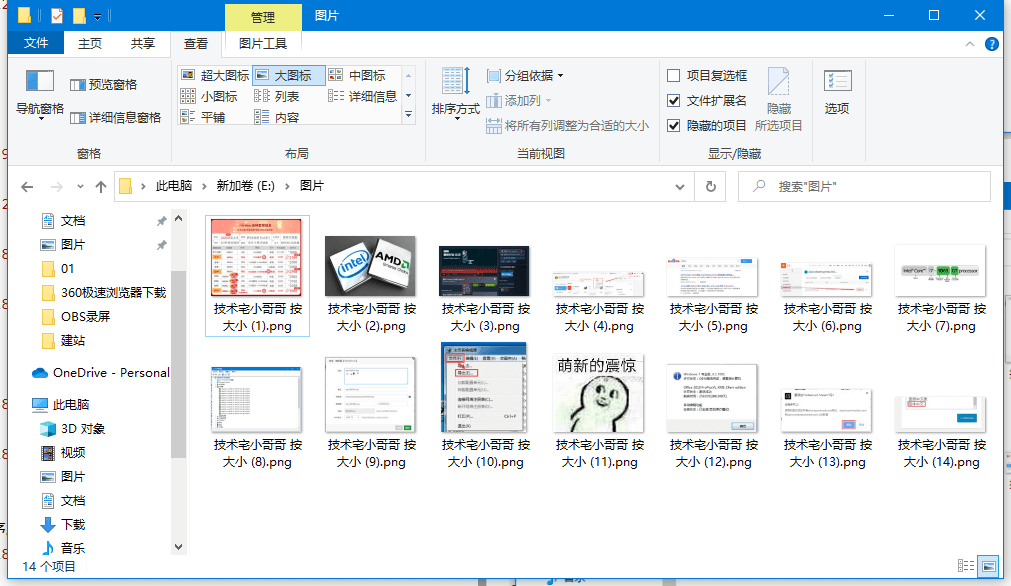 管理
图片
文件
主页
共享
查看
图片工具
导航窗格
预览窗格
详细信息窗格
窗格
超大图标
大图标
中图标
小图标
列表
详细信息
平铺
内容
布局
排序方式
分组依据
添加列
将所有列调整为合适的大小
当前视图
项目复选框
文件扩展名
隐藏的项目
隐藏
所选项目
显示/隐藏
选项
此电脑
新加卷 (E:)
图片
搜索"图片"
文档
图片
01
360极速浏览器下载
OBS录屏
建站
OneDrive - Personal
此电脑
3D 对象
视频
图片
文档
下载
音乐
intel
AMD
技术宅小哥哥 按
大小 (1).png
技术宅小哥哥 按
大小 (2).png
技术宅小哥哥 按
大小 (3).png
技术宅小哥哥 按
大小 (4).png
技术宅小哥哥 按
大小 (5).png
技术宅小哥哥 按
大小 (6).png
技术宅小哥哥 按
大小 (7).png
萌新的震惊
技术宅小哥哥 按
大小 (8).png
技术宅小哥哥 按
大小 (9).png
技术宅小哥哥 按
大小 (10).png
技术宅小哥哥 按
大小 (11).png
技术宅小哥哥 按
大小 (12).png
技术宅小哥哥 按
大小 (13).png
技术宅小哥哥 按
大小 (14).png
14 个项目